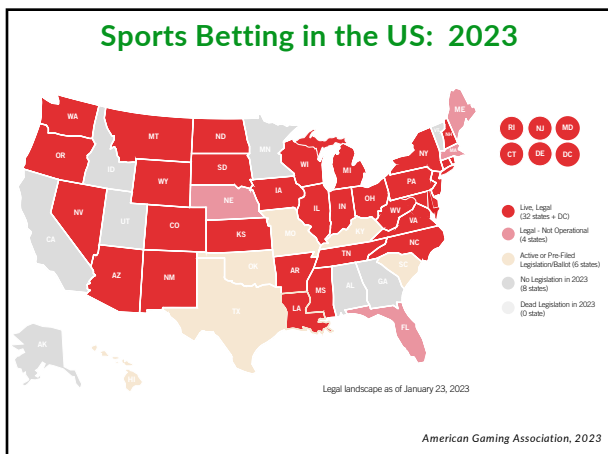 Sports Betting in the US:  2023
ME
WA
MT
ND
MN
RI NJ MD
OR
ID
SD
WI
MI
NY
MA
CT DE DC
WY
NE
IA
PA
NV
UT
CO
KS
IL
IN
OH
WV
VA
Live, Legal
(32 states + DC)
CA
MO
KY
Legal - Not Operational
(4 states)
AZ
NM
OK
AR
TN
NC
SC
Active or Pre-Filed
Legislation/Ballot (6 states)
TX
LA
MS
AL
GA
No Legislation in 2023
(8 states)
AK
HI
FL
Dead Legislation in 2023
(0 state)
Legal landscape as of January 23, 2023
American Gaming Association, 2023